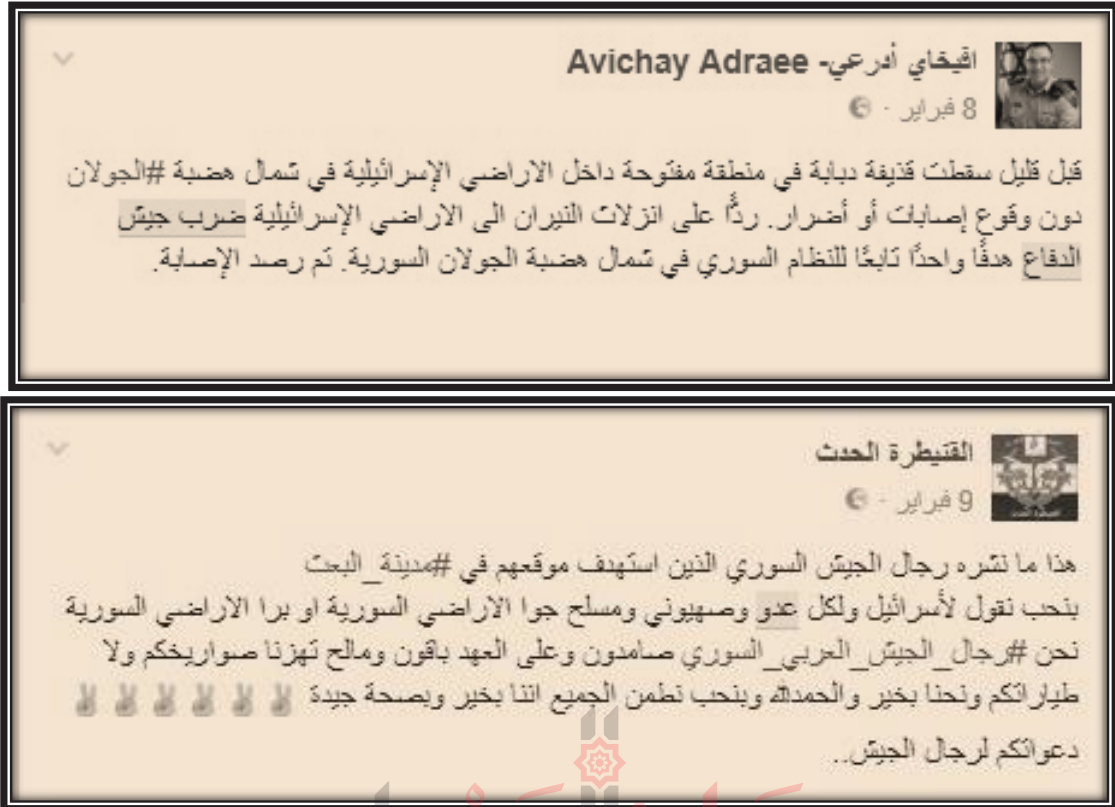 افيخاي أدرعي- Avichay Adraee
8 فبراير ·
قبل قليل سقطت قذيفة دبابة في منطقة مفتوحة داخل الاراضي الإسرائيلية في شمال هضبة #الجولان
دون وقوع إصابات أو أضرار. ردًّا على انزلاق النيران الى الاراضي الإسرائيلية ضرب جيش
الدفاع هدفًا واحدًا تابعًا للنظام السوري في شمال هضبة الجولان السورية. تم رصد الإصابة.
القنيطرة الحدث
9 فبراير ·
هذا ما نشره رجال الجيش السوري الذين استهدف موقعهم في #مدينة_البعث
بنحب نقول لأسرائيل ولكل عدو وصهيوني ومسلح جوا الاراضي السورية او برا الاراضي السورية
نحن #رجال_الجيش_العربي_السوري صامدون وعلى العهد باقون ومالح تهزنا صواريخكم ولا
طياراتكم ونحنا بخير والحمدلله وبنحب نطمن الجميع اننا بخير وبصحة جيدة ✌✌✌✌✌✌
دعواتكم لرجال الجيش..